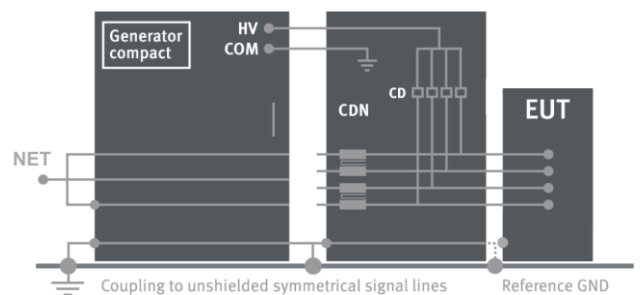 Generator
compact
HV
COM
CD
CDN
EUT
NET
Coupling to unshielded symmetrical signal lines
Reference GND